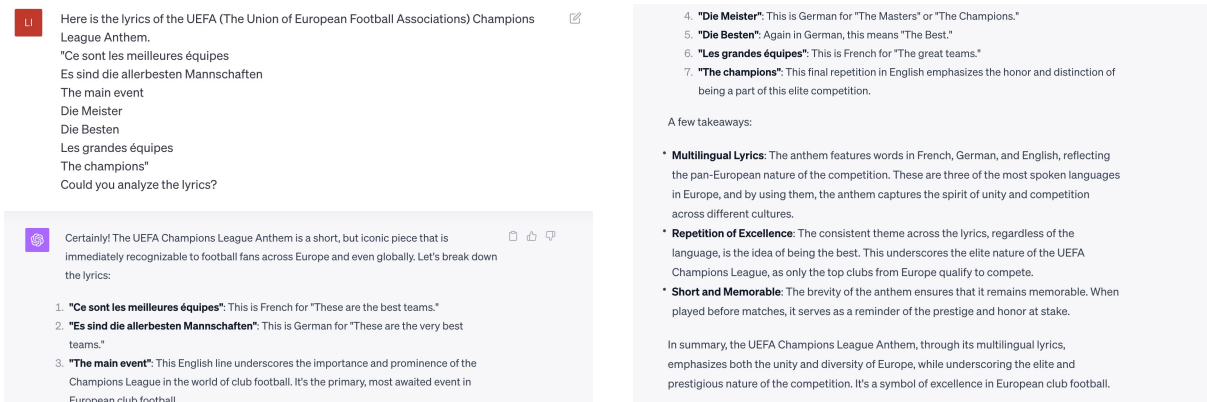 LI
Here is the lyrics of the UEFA (The Union of European Football Associations) Champions
League Anthem.
"Ce sont les meilleures équipes
Es sind die allerbesten Mannschaften
The main event
Die Meister
Die Besten
Les grandes équipes
The champions"
Could you analyze the lyrics?
Certainly! The UEFA Champions League Anthem is a short, but iconic piece that is
immediately recognizable to football fans across Europe and even globally. Let's break down
the lyrics:
1. "Ce sont les meilleures équipes": This is French for "These are the best teams."
2. "Es sind die allerbesten Mannschaften": This is German for "These are the very best
teams."
3. "The main event": This English line underscores the importance and prominence of the
Champions League in the world of club football. It's the primary, most awaited event in
European club football.
4. "Die Meister": This is German for "The Masters" or "The Champions."
5. "Die Besten": Again in German, this means "The Best."
6. "Les grandes équipes": This is French for "The great teams."
7. "The champions": This final repetition in English emphasizes the honor and distinction of
being a part of this elite competition.
A few takeaways:
• Multilingual Lyrics: The anthem features words in French, German, and English, reflecting
the pan-European nature of the competition. These are three of the most spoken languages
in Europe, and by using them, the anthem captures the spirit of unity and competition
across different cultures.
• Repetition of Excellence: The consistent theme across the lyrics, regardless of the
language, is the idea of being the best. This underscores the elite nature of the UEFA
Champions League, as only the top clubs from Europe qualify to compete.
• Short and Memorable: The brevity of the anthem ensures that it remains memorable. When
played before matches, it serves as a reminder of the prestige and honor at stake.
In summary, the UEFA Champions League Anthem, through its multilingual lyrics,
emphasizes both the unity and diversity of Europe, while underscoring the elite and
prestigious nature of the competition. It's a symbol of excellence in European club football.